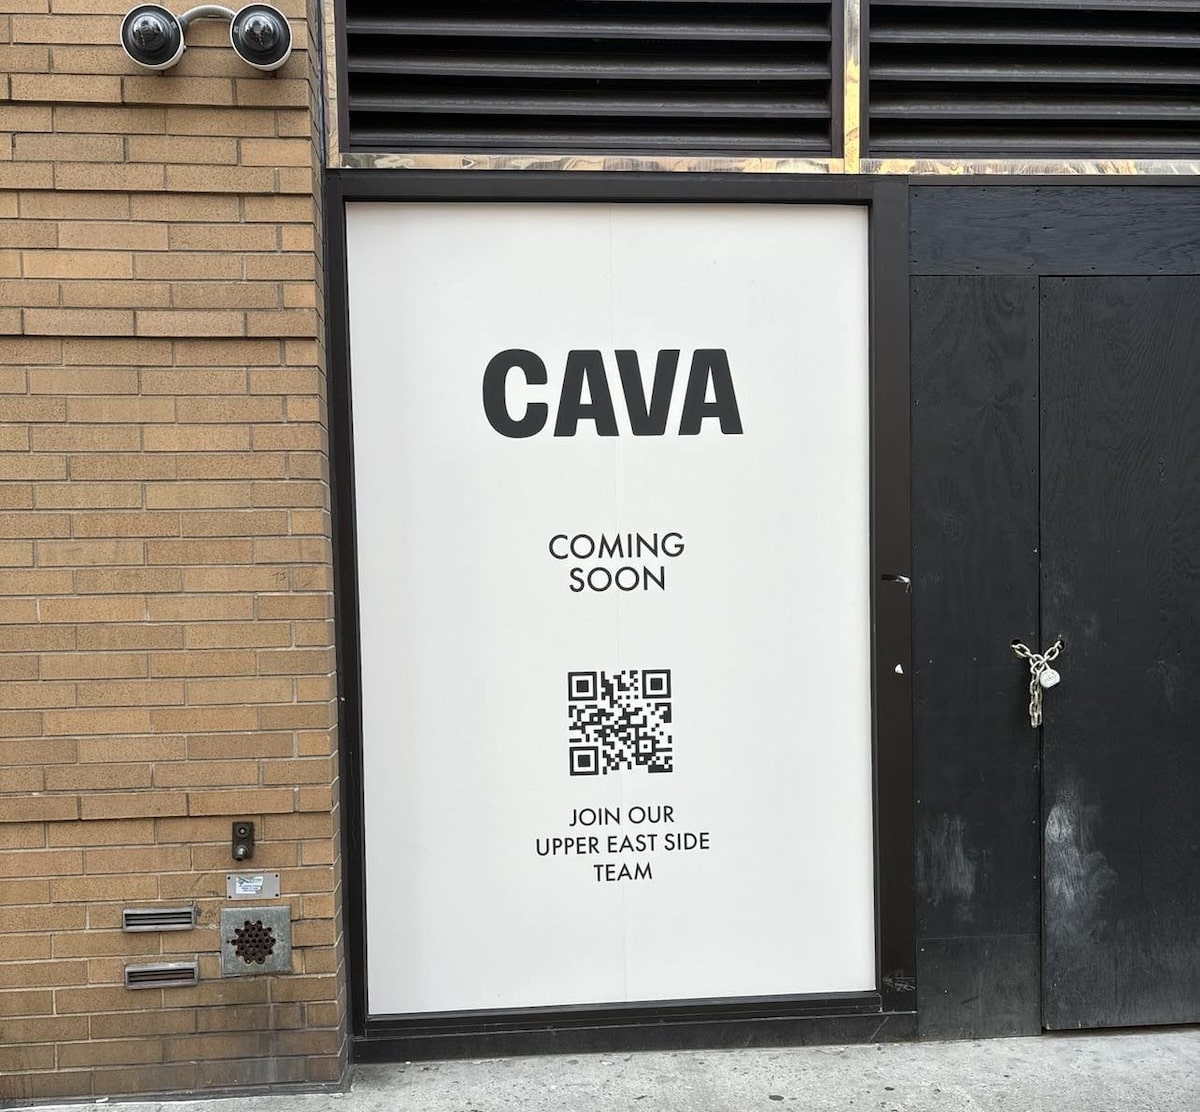 CAVA
COMING
SOON
JOIN OUR
UPPER EAST SIDE
TEAM